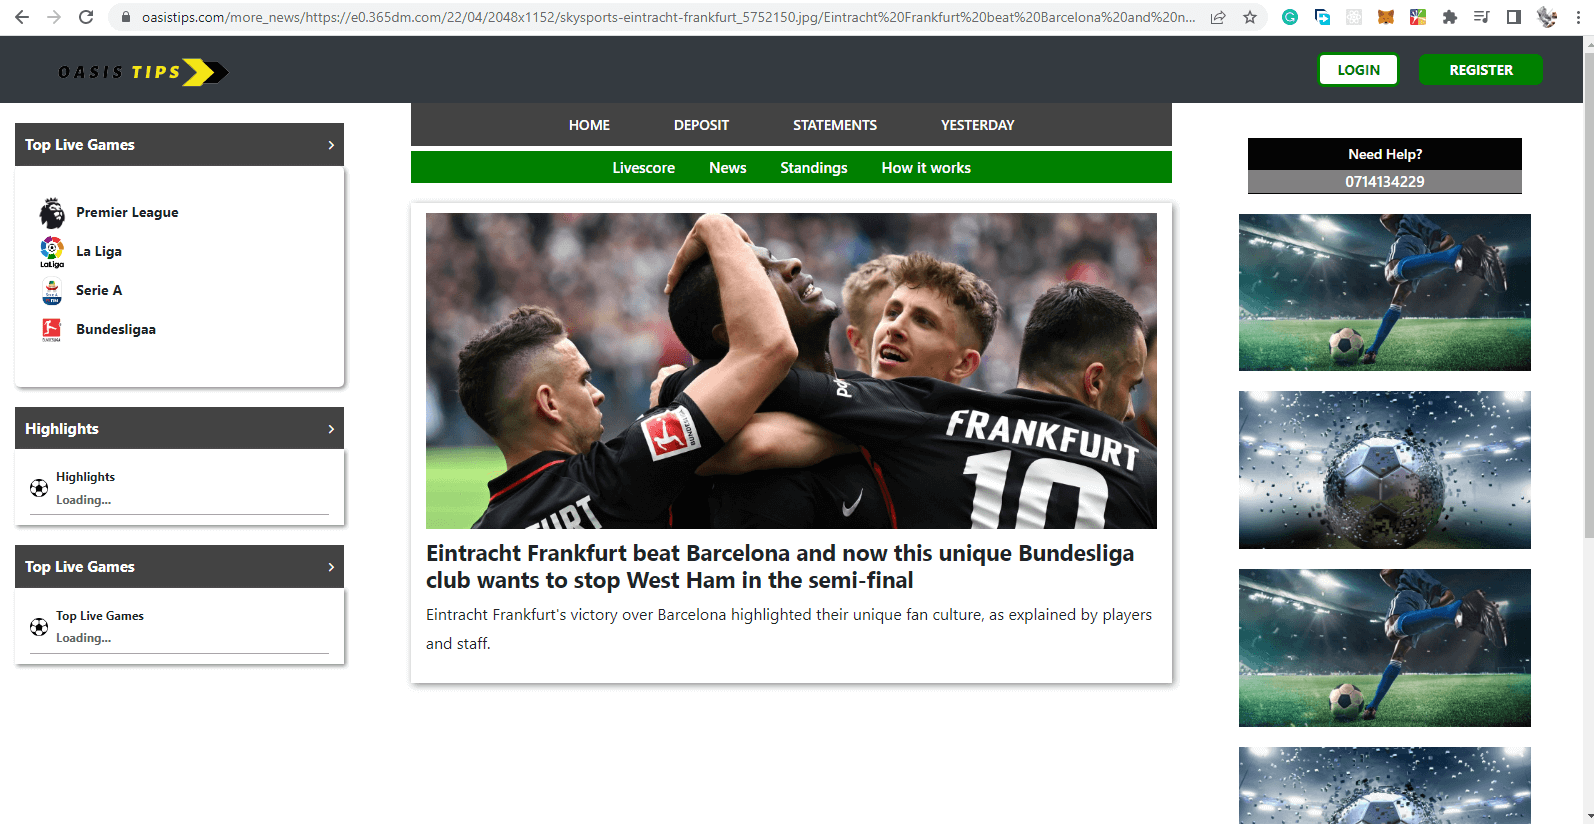 oasistips.com/more_news/https://e0.365dm.com/22/04/2048x1152/skysports-eintracht-frankfurt_5752150.jpg/Eintracht%20Frankfurt%20beat%20Barcelona%20and%20n...
OASIS TIPS
LOGIN
REGISTER
HOME
DEPOSIT
STATEMENTS
YESTERDAY
Livescore
News
Standings
How it works
Top Live Games
Premier League
La Liga
LaLiga
Serie A
Bundesligaa
Highlights
Highlights
Loading...
Top Live Games
Top Live Games
Loading...
BUNDESLIGA
FRANKFURT
10
FURT
Eintracht Frankfurt beat Barcelona and now this unique Bundesliga
club wants to stop West Ham in the semi-final
Eintracht Frankfurt's victory over Barcelona highlighted their unique fan culture, as explained by players
and staff.
Need Help?
0714134229